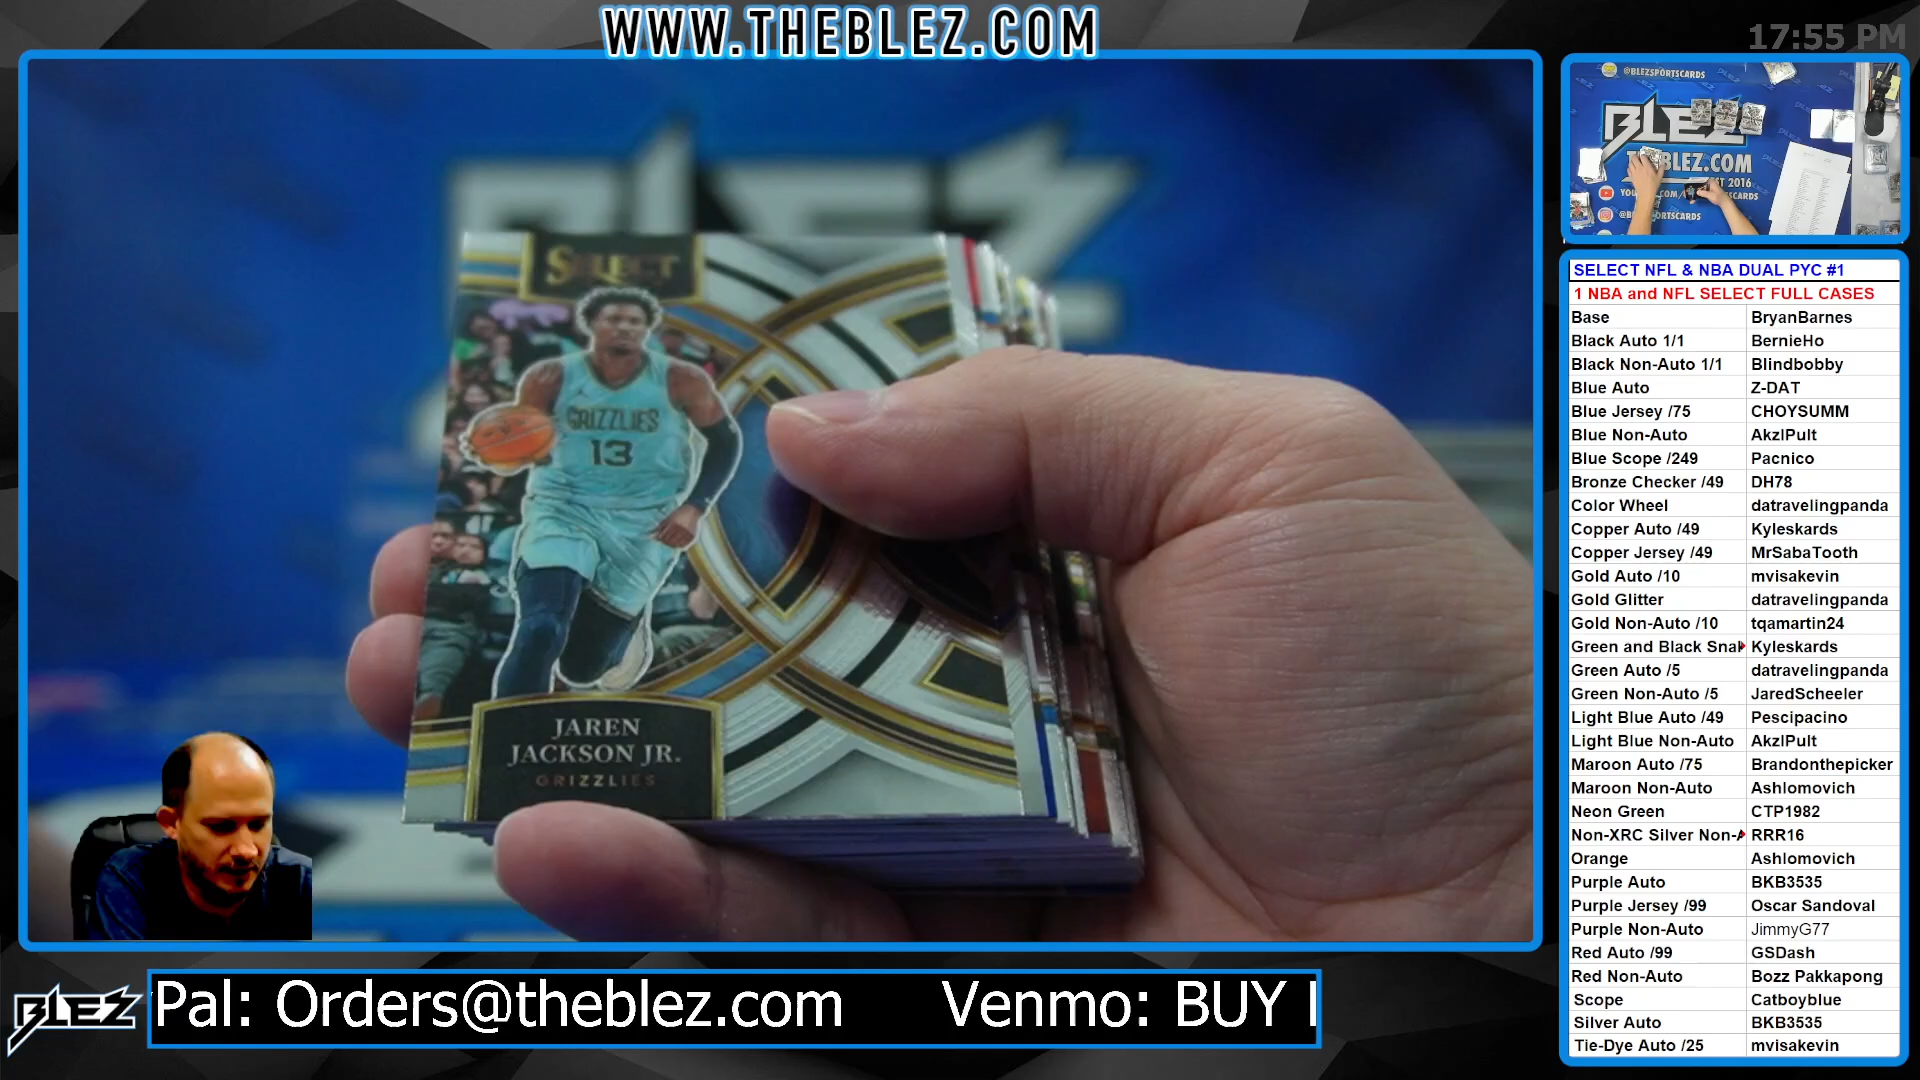 WWW.THEBLEZ.COM
17:55 PM
SELECT
GRIZZLIES
13
JAREN
JACKSON JR.
GRIZZLIES
@BLEZSPORTSCARDS
BLEZ
THEBLEZ.COM
SELECT NFL & NBA DUAL PYC #1
1 NBA and NFL SELECT FULL CASES
Base BryanBarnes
Black Auto 1/1 BernieHo
Black Non-Auto 1/1 Blindbobby
Blue Auto Z-DAT
Blue Jersey /75 CHOYSUMM
Blue Non-Auto AkzlPult
Blue Scope /249 Pacnico
Bronze Checker /49 DH78
Color Wheel datravelingpanda
Copper Auto /49 Kyleskards
Copper Jersey /49 MrSabaTooth
Gold Auto /10 mvisakevin
Gold Glitter datravelingpanda
Gold Non-Auto /10 tqamartin24
Green and Black Snak Kyleskards
Green Auto /5 datravelingpanda
Green Non-Auto /5 JaredScheeler
Light Blue Auto /49 Pescipacino
Light Blue Non-Auto AkzlPult
Maroon Auto /75 Brandonthepicker
Maroon Non-Auto Ashlomovich
Neon Green CTP1982
Non-XRC Silver Non-A RRR16
Orange Ashlomovich
Purple Auto BKB3535
Purple Jersey /99 Oscar Sandoval
Purple Non-Auto JimmyG77
Red Auto /99 GSDash
Red Non-Auto Bozz Pakkapong
Scope Catboyblue
Silver Auto BKB3535
Tie-Dye Auto /25 mvisakevin
BLEZ
Pal: Orders@theblez.com Venmo: BUY